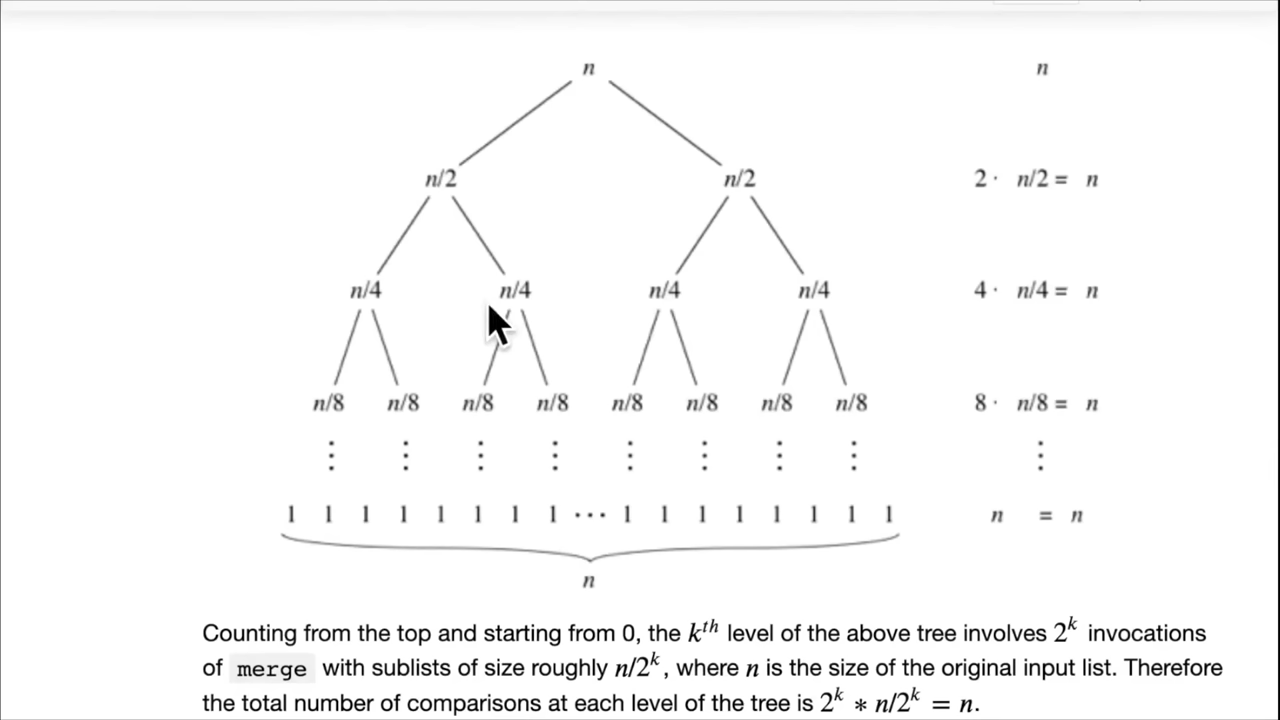 n n
n/2 n/2 2 · n/2 = n
n/4 n/4 n/4 n/4 4 · n/4 = n
n/8 n/8 n/8 n/8 n/8 n/8 n/8 n/8 8 · n/8 = n
⋮ ⋮ ⋮ ⋮ ⋮ ⋮ ⋮ ⋮ ⋮
1 1 1 1 1 1 1 1 ··· 1 1 1 1 1 1 1 1 n = n
n
Counting from the top and starting from 0, the kᵗʰ level of the above tree involves 2ᵏ invocations
of merge with sublists of size roughly n/2ᵏ, where n is the size of the original input list. Therefore
the total number of comparisons at each level of the tree is 2ᵏ * n/2ᵏ = n.